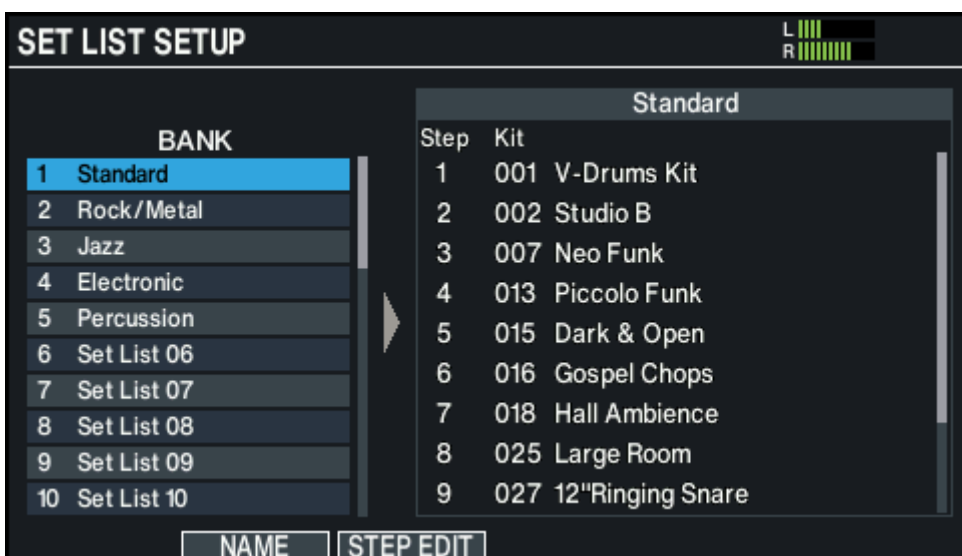 SET LIST SETUP
L
R
BANK
1 Standard
2 Rock/Metal
3 Jazz
4 Electronic
5 Percussion
6 Set List 06
7 Set List 07
8 Set List 08
9 Set List 09
10 Set List 10
Standard
Step Kit
1 001 V-Drums Kit
2 002 Studio B
3 007 Neo Funk
4 013 Piccolo Funk
5 015 Dark & Open
6 016 Gospel Chops
7 018 Hall Ambience
8 025 Large Room
9 027 12"Ringing Snare
NAME STEP EDIT